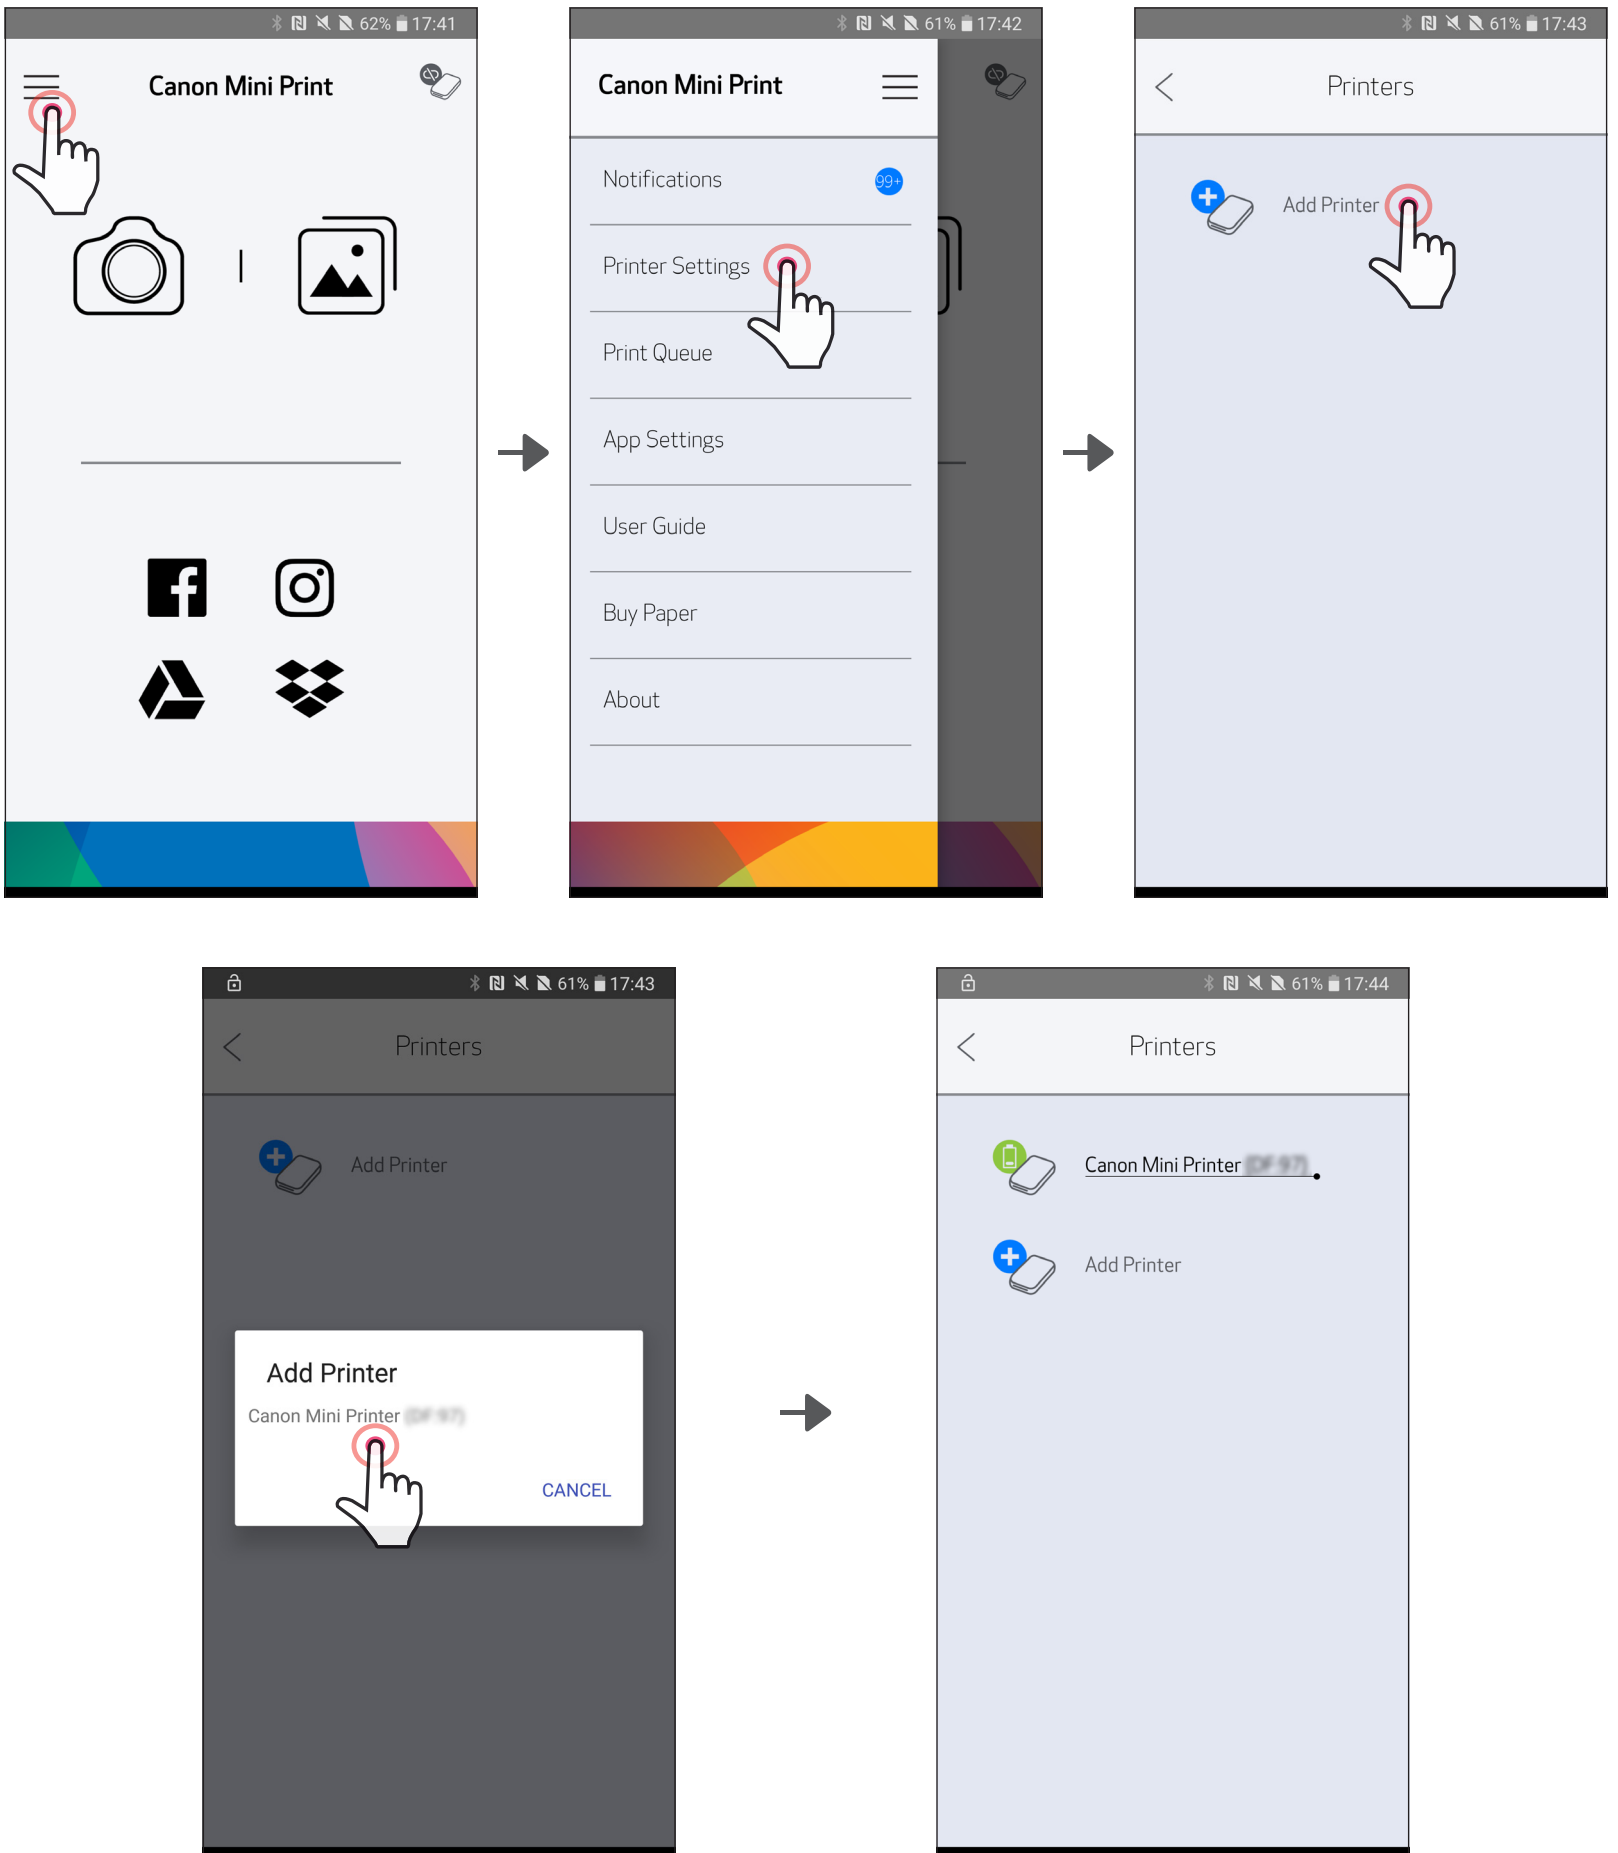 62% 17:41
Canon Mini Print
61% 17:42
Canon Mini Print
Notifications
99+
Printer Settings
Print Queue
App Settings
User Guide
Buy Paper
About
61% 17:43
Printers
Add Printer
61% 17:43
Printers
Add Printer
Add Printer
Canon Mini Printer
CANCEL
61% 17:44
Printers
Canon Mini Printer
Add Printer